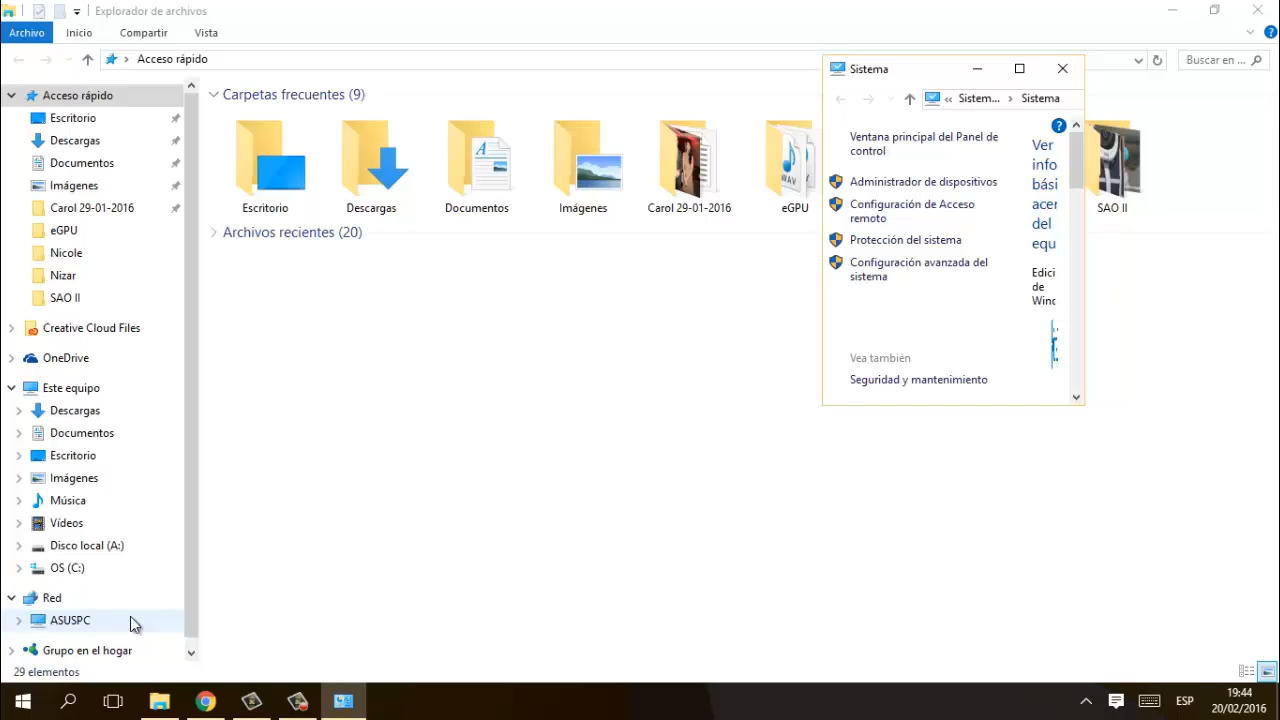 Explorador de archivos
Archivo Inicio Compartir Vista
Acceso rápido
Buscar en ...
Acceso rápido
Escritorio
Descargas
Documentos
Imágenes
Carol 29-01-2016
eGPU
Nicole
Nizar
SAO II
Creative Cloud Files
OneDrive
Este equipo
Descargas
Documentos
Escritorio
Imágenes
Música
Vídeos
Disco local (A:)
OS (C:)
Red
ASUSPC
Grupo en el hogar
29 elementos
Carpetas frecuentes (9)
Escritorio
Descargas
Documentos
Imágenes
Carol 29-01-2016
eGPU
SAO II
Archivos recientes (20)
Sistema
« Sistem... › Sistema
Ventana principal del Panel de
control
Administrador de dispositivos
Configuración de Acceso
remoto
Protección del sistema
Configuración avanzada del
sistema
Vea también
Seguridad y mantenimiento
Ver
info
bási
acer
del
equ
Edici
de
Winc
ESP
19:44
20/02/2016